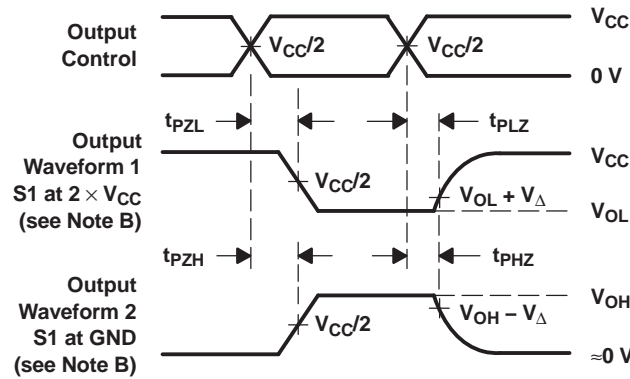 Output
Control
V_CC/2
V_CC/2
V_CC
0 V
t_PZL
t_PLZ
Output
Waveform 1
S1 at 2 × V_CC
(see Note B)
V_CC/2
V_OL + V_Δ
V_CC
V_OL
t_PZH
t_PHZ
Output
Waveform 2
S1 at GND
(see Note B)
V_CC/2
V_OH − V_Δ
V_OH
≈0 V